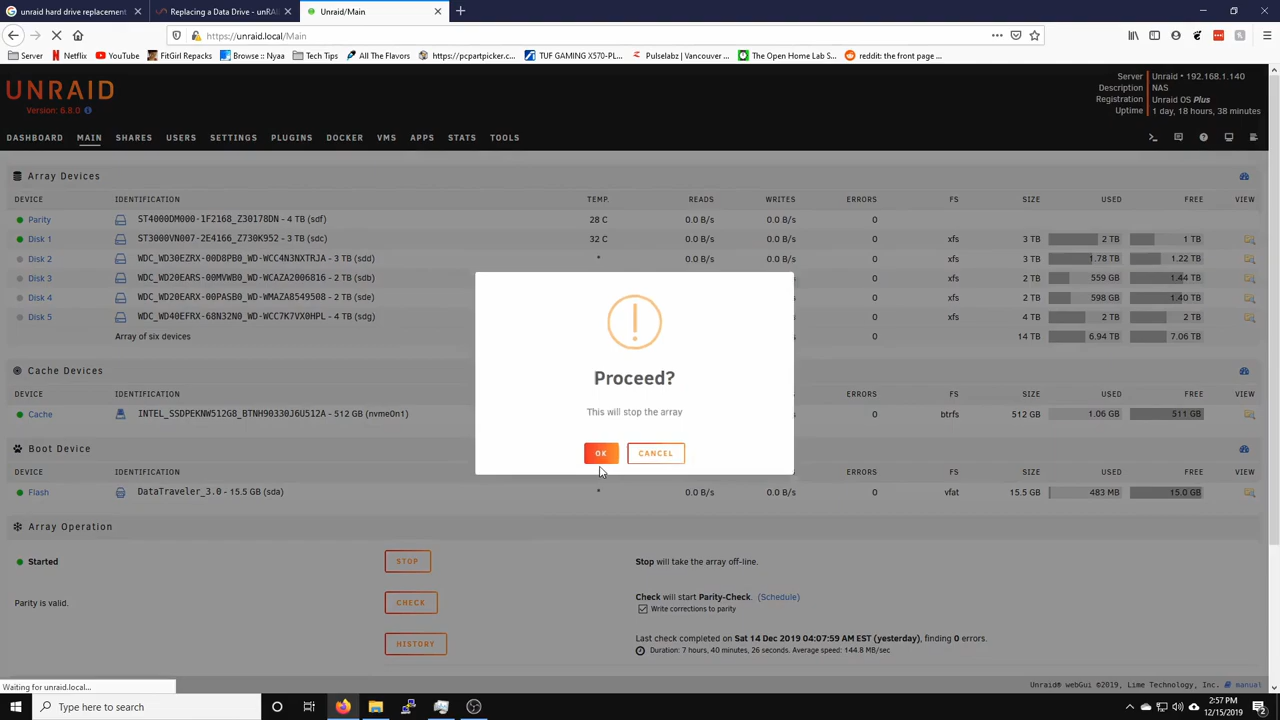 unraid hard drive replacement
Replacing a Data Drive - unRAI
Unraid/Main
https://unraid.local/Main
Server
Netflix
YouTube
FitGirl Repacks
Browse :: Nyaa
Tech Tips
All The Flavors
https://pcpartpicker.c...
TUF GAMING X570-PL...
Pulselabz | Vancouver ...
The Open Home Lab S...
reddit: the front page ...
UNRAID
Version: 6.8.0
Server Unraid • 192.168.1.140
Description NAS
Registration Unraid OS Plus
Uptime 1 day, 18 hours, 38 minutes
DASHBOARD MAIN SHARES USERS SETTINGS PLUGINS DOCKER VMS APPS STATS TOOLS
Array Devices
DEVICE IDENTIFICATION TEMP. READS WRITES ERRORS FS SIZE USED FREE VIEW
Parity ST4000DM000-1F2168_Z30178DN - 4 TB (sdf) 28 C 0.0 B/s 0.0 B/s 0
Disk 1 ST3000VN007-2E4166_Z730K952 - 3 TB (sdc) 32 C 0.0 B/s 0.0 B/s 0 xfs 3 TB 2 TB 1 TB
Disk 2 WDC_WD30EZRX-00D8PB0_WD-WCC4N3NXTRJA - 3 TB (sdd) * 0.0 B/s 0.0 B/s 0 xfs 3 TB 1.78 TB 1.22 TB
Disk 3 WDC_WD20EARS-00MVWB0_WD-WCAZA2006816 - 2 TB (sdb) xfs 2 TB 559 GB 1.44 TB
Disk 4 WDC_WD20EARX-00PASB0_WD-WMAZA8549508 - 2 TB (sde) xfs 2 TB 598 GB 1.40 TB
Disk 5 WDC_WD40EFRX-68N32N0_WD-WCC7K7VX0HPL - 4 TB (sdg) xfs 4 TB 2 TB 2 TB
Array of six devices 14 TB 6.94 TB 7.06 TB
Proceed?
This will stop the array
OK
CANCEL
Cache Devices
DEVICE IDENTIFICATION ERRORS FS SIZE USED FREE VIEW
Cache INTEL_SSDPEKNW512G8_BTNH90330J6U512A - 512 GB (nvme0n1) 0 btrfs 512 GB 1.06 GB 511 GB
Boot Device
DEVICE IDENTIFICATION ERRORS FS SIZE USED FREE VIEW
Flash DataTraveler_3.0 - 15.5 GB (sda) * 0.0 B/s 0.0 B/s 0 vfat 15.5 GB 483 MB 15.0 GB
Array Operation
Started STOP Stop will take the array off-line.
Parity is valid. CHECK Check will start Parity-Check. (Schedule)
Write corrections to parity
HISTORY Last check completed on Sat 14 Dec 2019 04:07:59 AM EST (yesterday), finding 0 errors.
Duration: 7 hours, 40 minutes, 26 seconds. Average speed: 144.8 MB/sec
Waiting for unraid.local...
Unraid® webGui ©2019, Lime Technology, Inc. manual
Type here to search
2:57 PM
12/15/2019
2